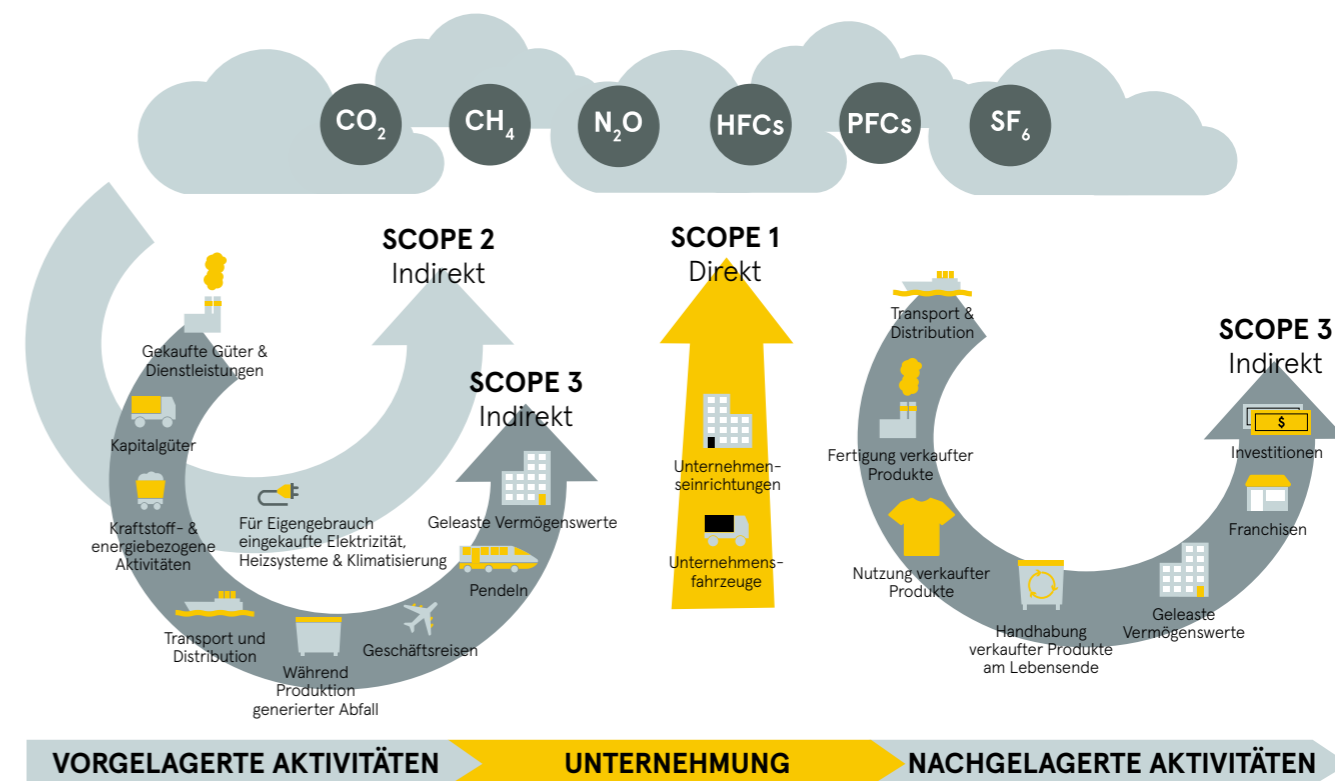 CO₂
CH₄
N₂O
HFCs
PFCs
SF₆
SCOPE 2
Indirekt
SCOPE 1
Direkt
SCOPE 3
Indirekt
SCOPE 3
Indirekt
Gekaufte Güter &
Dienstleistungen
Kapitalgüter
Kraftstoff- &
energiebezogene
Aktivitäten
Transport und
Distribution
Während
Produktion
generierter Abfall
Geschäftsreisen
Pendeln
Geleaste Vermögenswerte
Für Eigengebrauch
eingekaufte Elektrizität,
Heizsysteme & Klimatisierung
Unternehmen-
seinrichtungen
Unternehmens-
fahrzeuge
Transport &
Distribution
Fertigung verkaufter
Produkte
Nutzung verkaufter
Produkte
Handhabung
verkaufter Produkte
am Lebensende
Geleaste
Vermögenswerte
Franchisen
$
Investitionen
VORGELAGERTE AKTIVITÄTEN
UNTERNEHMUNG
NACHGELAGERTE AKTIVITÄTEN